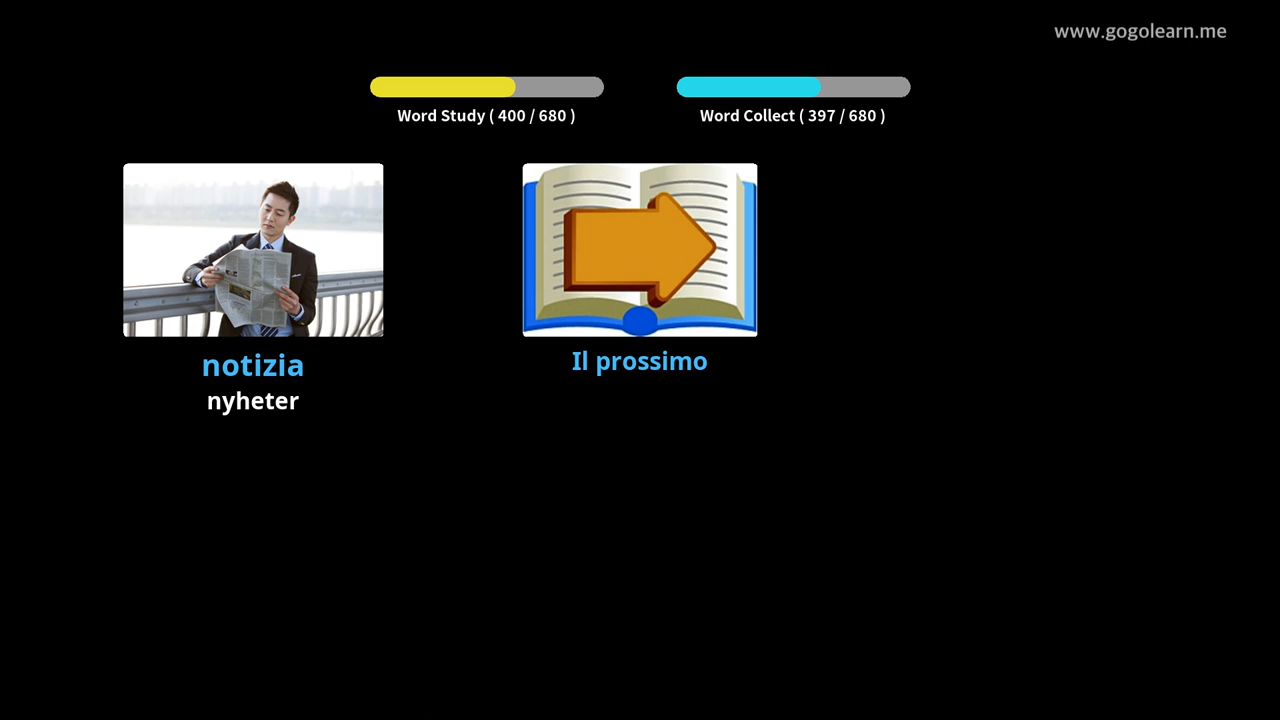 www.gogolearn.me
Word Study ( 400 / 680 )
Word Collect ( 397 / 680 )
notizia
nyheter
Il prossimo